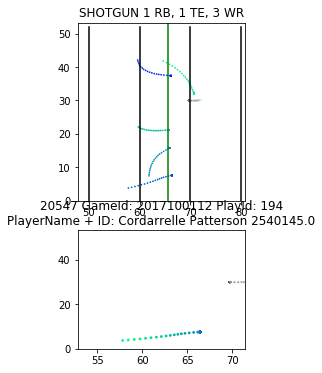 SHOTGUN 1 RB, 1 TE, 3 WR
50
40
30
20
10
0
50 60 70 80
20547 GameId: 2017100112 PlayId: 194
PlayerName + ID: Cordarrelle Patterson 2540145.0
40
20
0
55 60 65 70